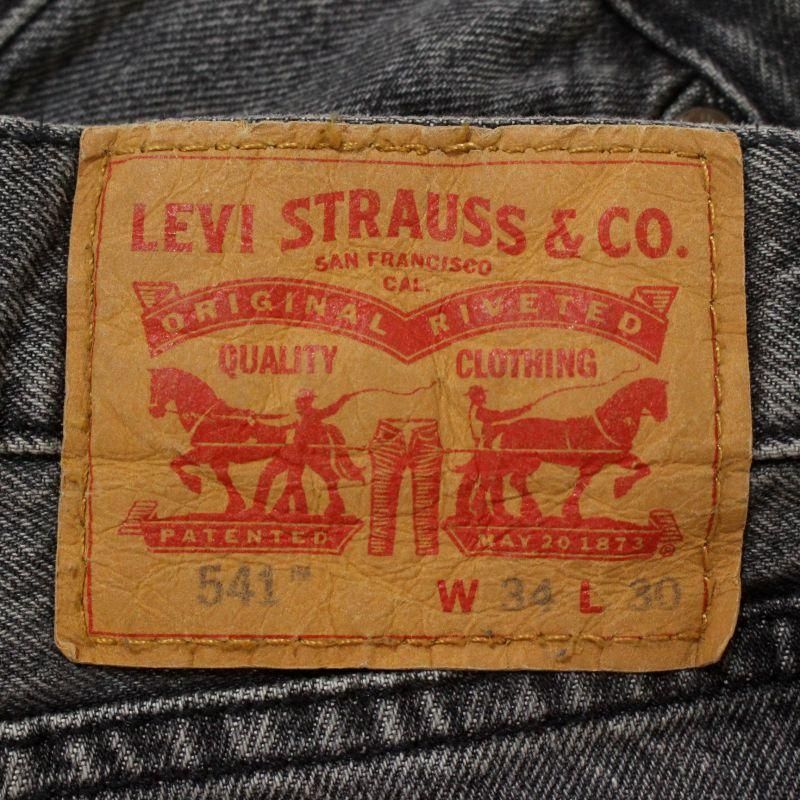 LEVI STRAUSS & CO.
SAN FRANCISCO
CAL.
ORIGINAL RIVETED
QUALITY CLOTHING
PATENTED MAY 20 1873 ®
541™ W 34 L 30